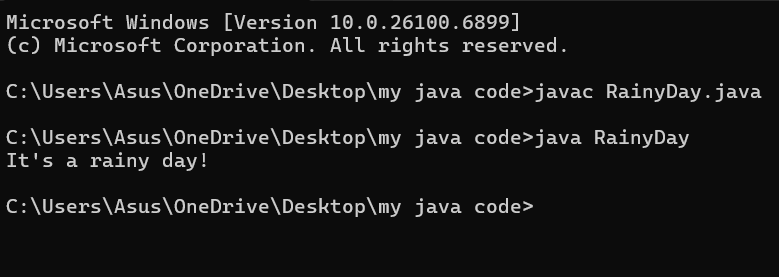 Microsoft Windows [Version 10.0.26100.6899]
(c) Microsoft Corporation. All rights reserved.
C:\Users\Asus\OneDrive\Desktop\my java code>javac RainyDay.java
C:\Users\Asus\OneDrive\Desktop\my java code>java RainyDay
It's a rainy day!
C:\Users\Asus\OneDrive\Desktop\my java code>